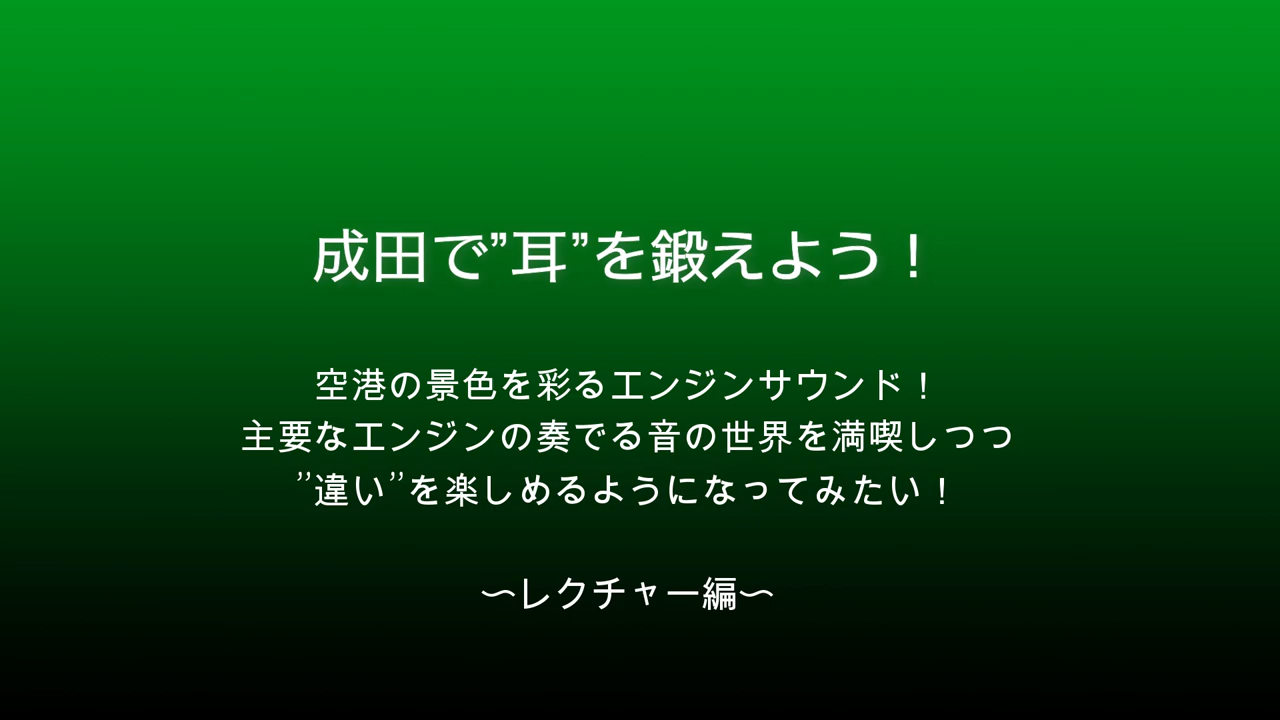 成田で”耳”を鍛えよう！
空港の景色を彩るエンジンサウンド！
主要なエンジンの奏でる音の世界を満喫しつつ
”違い”を楽しめるようになってみたい！
〜レクチャー編〜